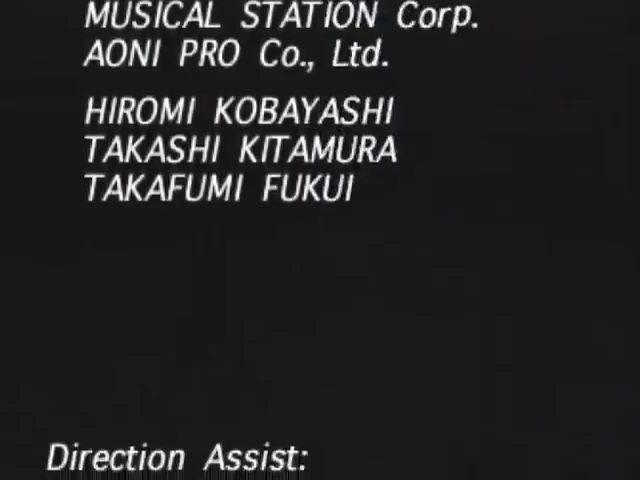 MUSICAL STATION Corp.
AONI PRO Co., Ltd.
HIROMI KOBAYASHI
TAKASHI KITAMURA
TAKAFUMI FUKUI
Direction Assist: